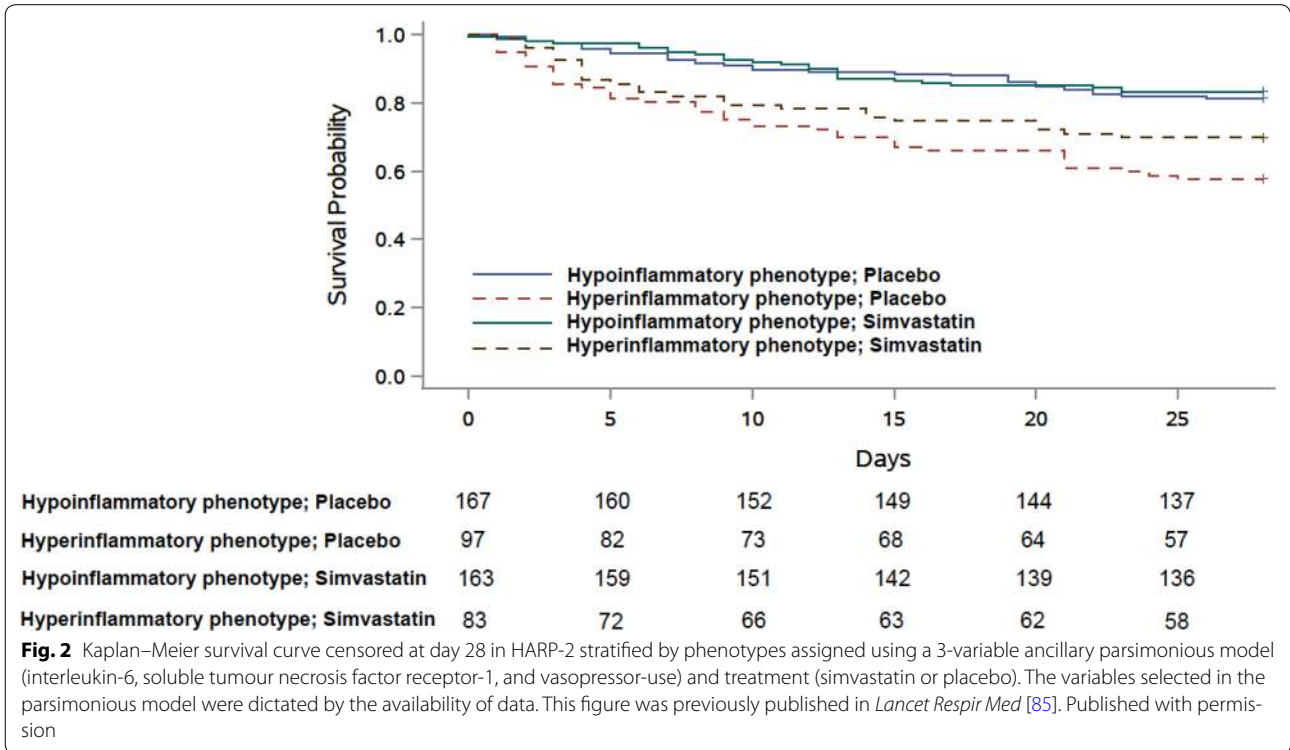 1.0
0.8
0.6
0.4
0.2
0.0
Survival Probability
Hypoinflammatory phenotype; Placebo
Hyperinflammatory phenotype; Placebo
Hypoinflammatory phenotype; Simvastatin
Hyperinflammatory phenotype; Simvastatin
0 5 10 15 20 25
Days
Hypoinflammatory phenotype; Placebo 167 160 152 149 144 137
Hyperinflammatory phenotype; Placebo 97 82 73 68 64 57
Hypoinflammatory phenotype; Simvastatin 163 159 151 142 139 136
Hyperinflammatory phenotype; Simvastatin 83 72 66 63 62 58
Fig. 2 Kaplan–Meier survival curve censored at day 28 in HARP-2 stratified by phenotypes assigned using a 3-variable ancillary parsimonious model
(interleukin-6, soluble tumour necrosis factor receptor-1, and vasopressor-use) and treatment (simvastatin or placebo). The variables selected in the
parsimonious model were dictated by the availability of data. This figure was previously published in Lancet Respir Med [85]. Published with permis-
sion